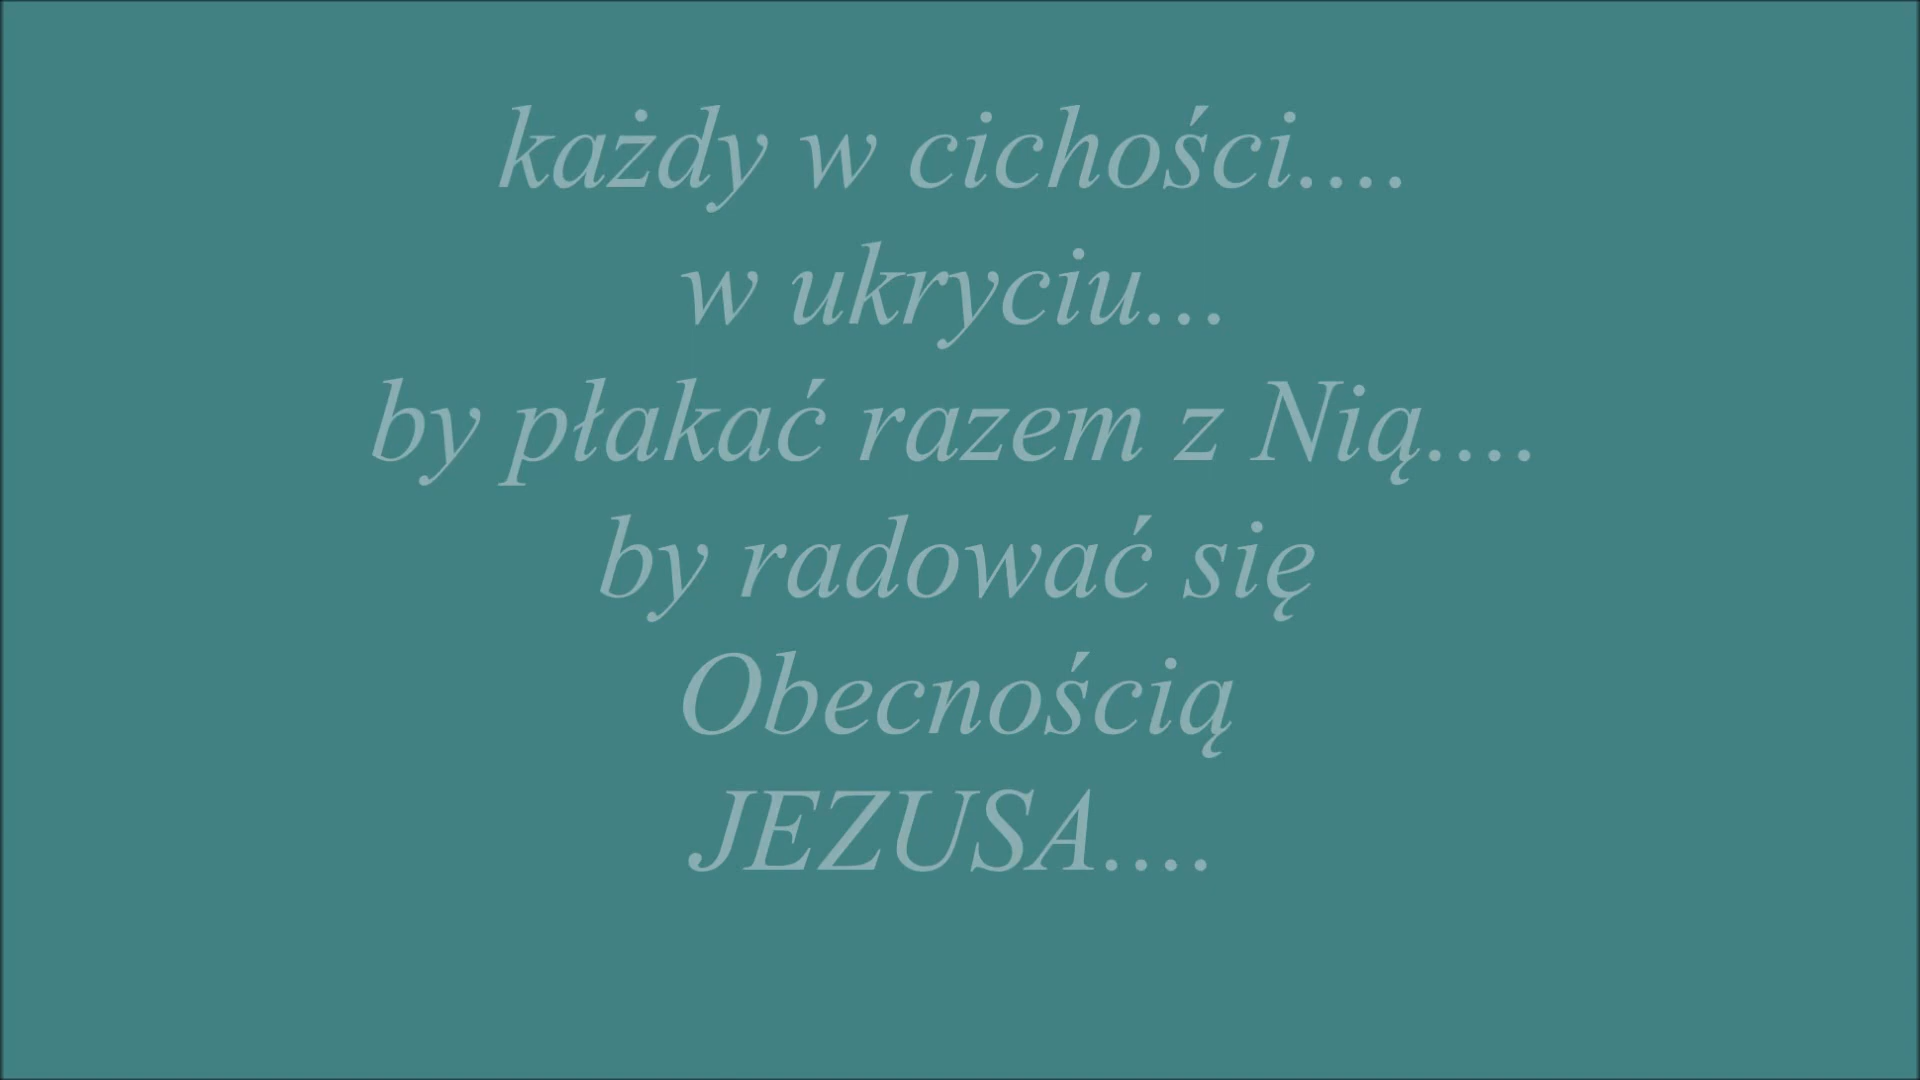 każdy w cichości....
w ukryciu...
by płakać razem z Nią....
by radować się
Obecnością
JEZUSA....